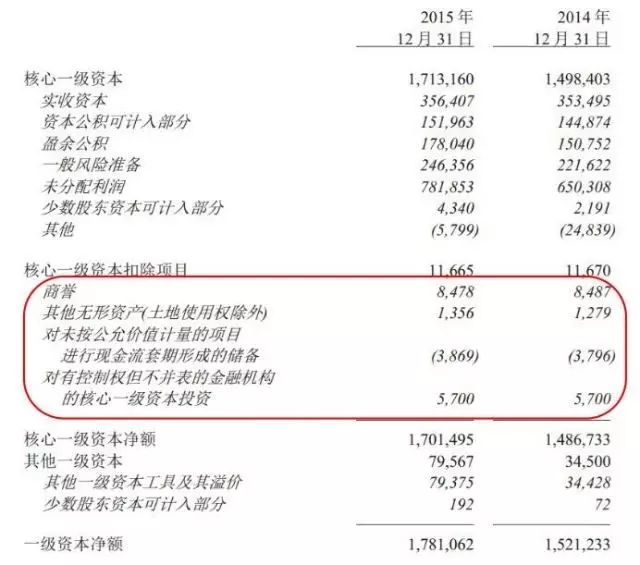 2015年 2014年
12月31日 12月31日
核心一级资本 1,713,160 1,498,403
实收资本 356,407 353,495
资本公积可计入部分 151,963 144,874
盈余公积 178,040 150,752
一般风险准备 246,356 221,622
未分配利润 781,853 650,308
少数股东资本可计入部分 4,340 2,191
其他 (5,799) (24,839)
核心一级资本扣除项目 11,665 11,670
商誉 8,478 8,487
其他无形资产(土地使用权除外) 1,356 1,279
对未按公允价值计量的项目
进行现金流套期形成的储备 (3,869) (3,796)
对有控制权但不并表的金融机构
的核心一级资本投资 5,700 5,700
核心一级资本净额 1,701,495 1,486,733
其他一级资本 79,567 34,500
其他一级资本工具及其溢价 79,375 34,428
少数股东资本可计入部分 192 72
一级资本净额 1,781,062 1,521,233